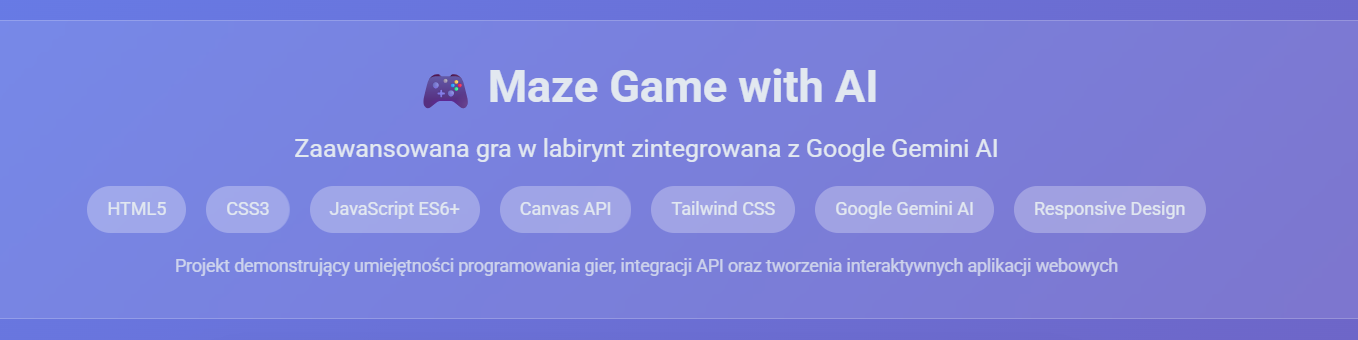 Maze Game with AI
Zaawansowana gra w labirynt zintegrowana z Google Gemini AI
HTML5 CSS3 JavaScript ES6+ Canvas API Tailwind CSS Google Gemini AI Responsive Design
Projekt demonstrujący umiejętności programowania gier, integracji API oraz tworzenia interaktywnych aplikacji webowych